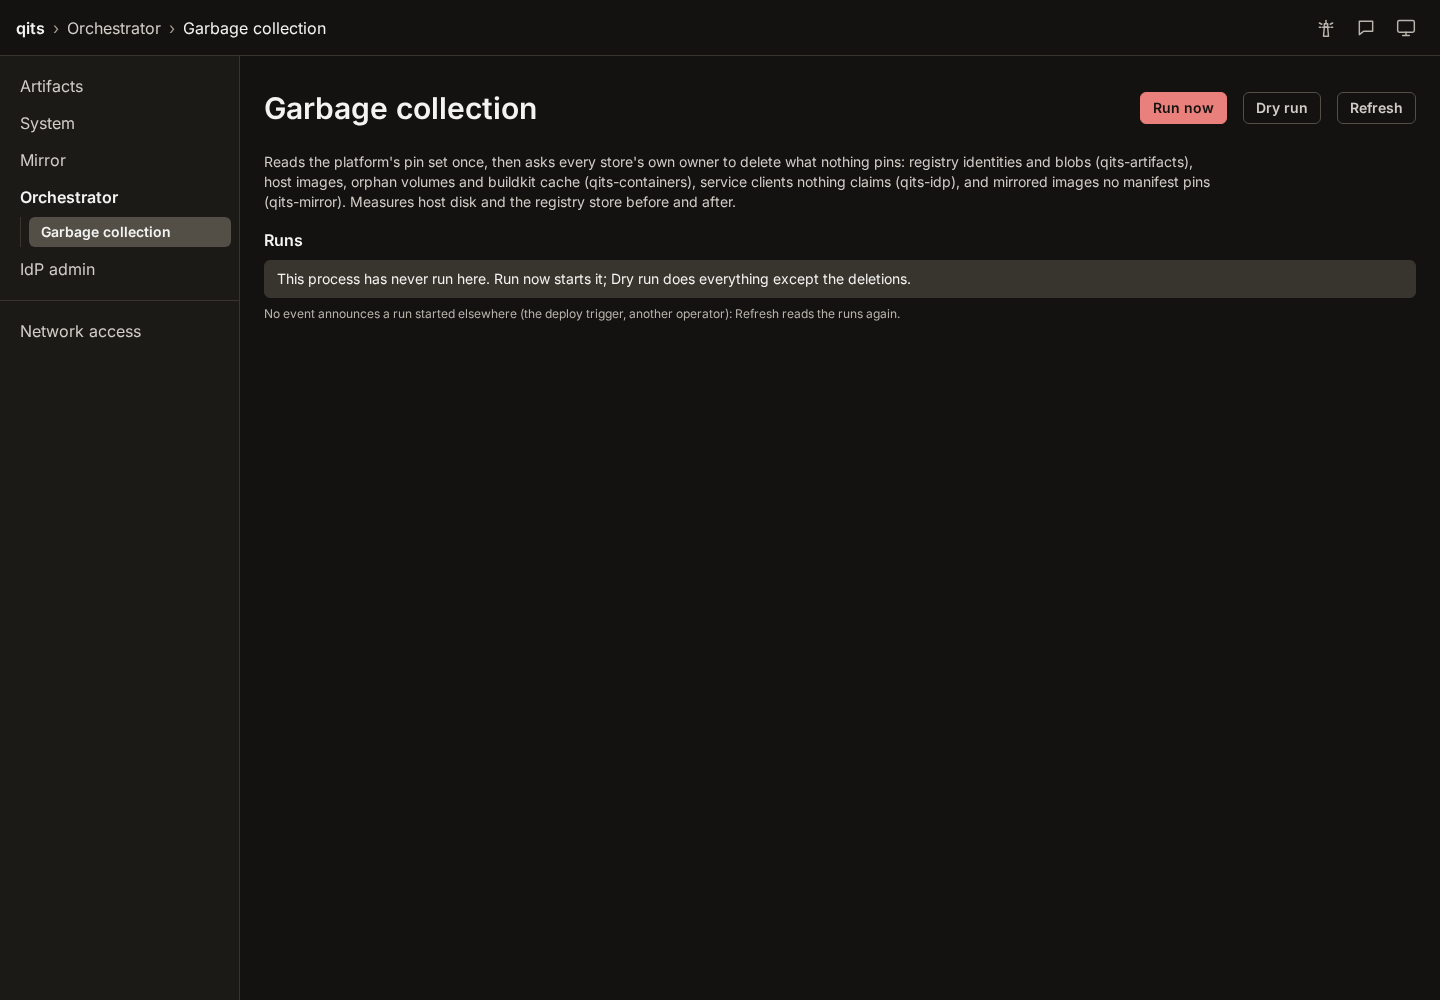 qits › Orchestrator › Garbage collection
Artifacts
System
Mirror
Orchestrator
Garbage collection
IdP admin
Network access
Garbage collection
Run now
Dry run
Refresh
Reads the platform's pin set once, then asks every store's own owner to delete what nothing pins: registry identities and blobs (qits-artifacts),
host images, orphan volumes and buildkit cache (qits-containers), service clients nothing claims (qits-idp), and mirrored images no manifest pins
(qits-mirror). Measures host disk and the registry store before and after.
Runs
This process has never run here. Run now starts it; Dry run does everything except the deletions.
No event announces a run started elsewhere (the deploy trigger, another operator): Refresh reads the runs again.